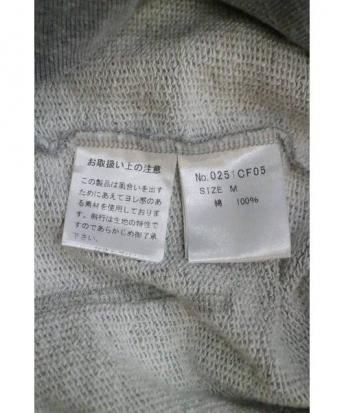 お取扱い上の注意
この製品は風合いを出す
ためにあえてヨレ感のあ
る素材を使用しておりま
す。斜行は生地の特性で
すのであらかじめ御了承
下さい。
No.0251CF05
SIZE M
綿 100%